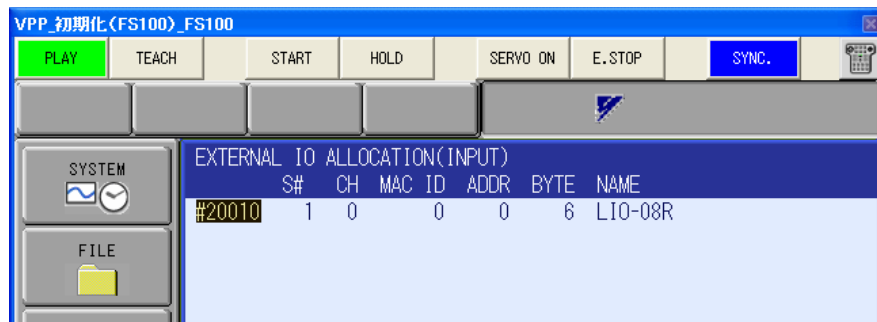 VPP_初期化(FS100)_FS100
PLAY TEACH START HOLD SERVO ON E.STOP SYNC.
EXTERNAL IO ALLOCATION(INPUT)
S# CH MAC ID ADDR BYTE NAME
#20010 1 0 0 0 6 LIO-08R
SYSTEM
FILE